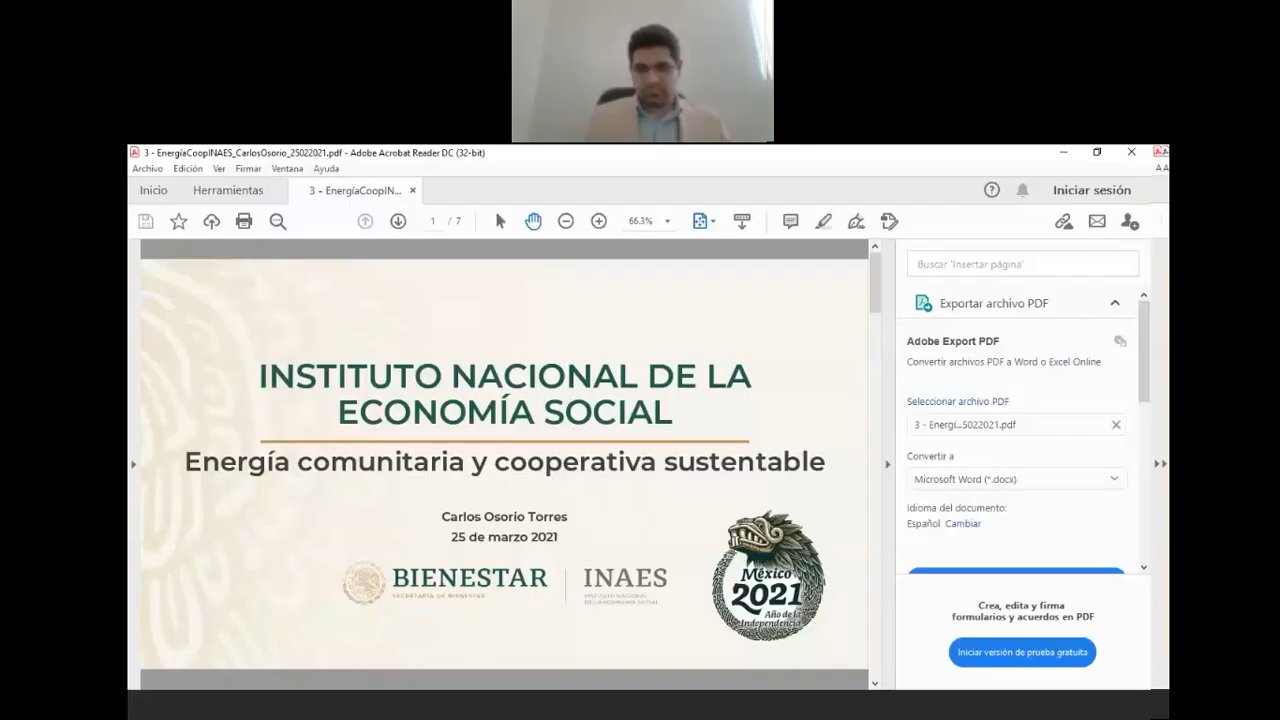 3 - EnergíaCoopINAES_CarlosOsorio_25022021.pdf - Adobe Acrobat Reader DC (32-bit)
Archivo Edición Ver Firmar Ventana Ayuda
Inicio Herramientas 3 - EnergíaCoopIN... Iniciar sesión
1 / 7 66.3%
Buscar 'Insertar página'
Exportar archivo PDF
Adobe Export PDF
Convertir archivos PDF a Word o Excel Online
Seleccionar archivo PDF
3 - Energí...5022021.pdf
Convertir a
Microsoft Word (*.docx)
Idioma del documento:
Español Cambiar
Crea, edita y firma
formularios y acuerdos en PDF
Iniciar versión de prueba gratuita
INSTITUTO NACIONAL DE LA
ECONOMÍA SOCIAL
Energía comunitaria y cooperativa sustentable
Carlos Osorio Torres
25 de marzo 2021
BIENESTAR
SECRETARÍA DE BIENESTAR
INAES
INSTITUTO NACIONAL
DE LA ECONOMÍA SOCIAL
México
2021
Año de la
Independencia